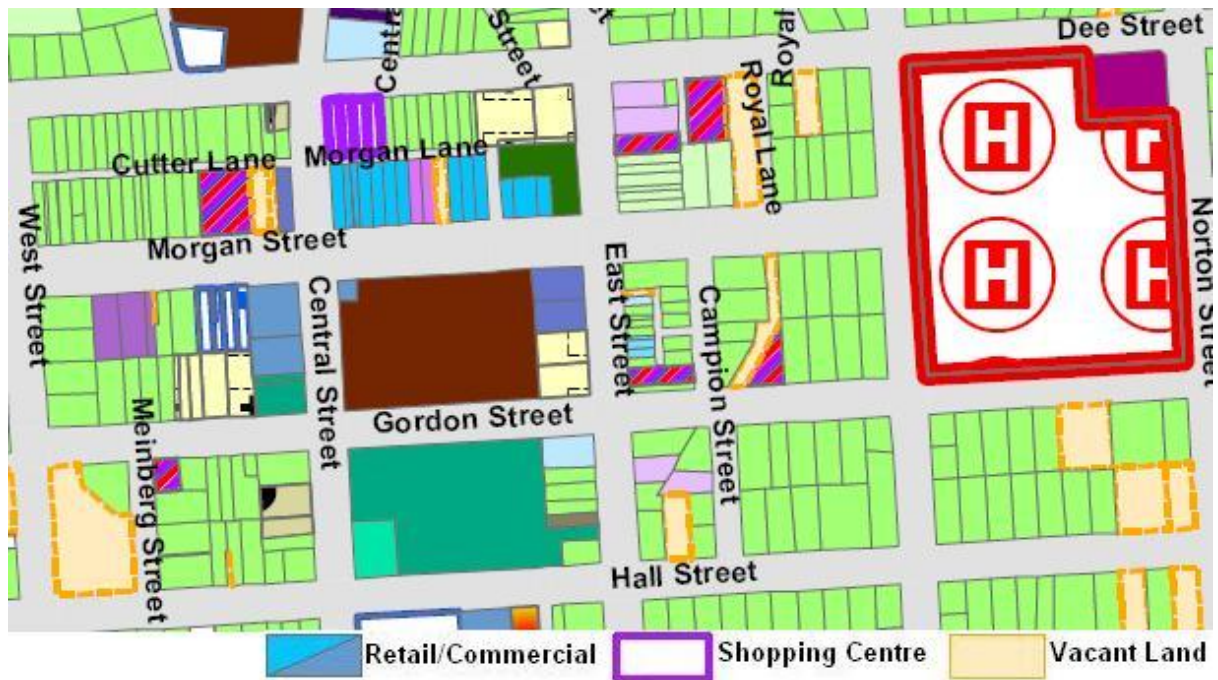 Dee Street
Centra
Street
Royal
Royal Lane
Cutter Lane
Morgan Lane
Morgan Street
West Street
Central Street
East Street
Campion Street
Norton Street
H
H
H
H
Gordon Street
Meinberg Street
Hall Street
Retail/Commercial
Shopping Centre
Vacant Land